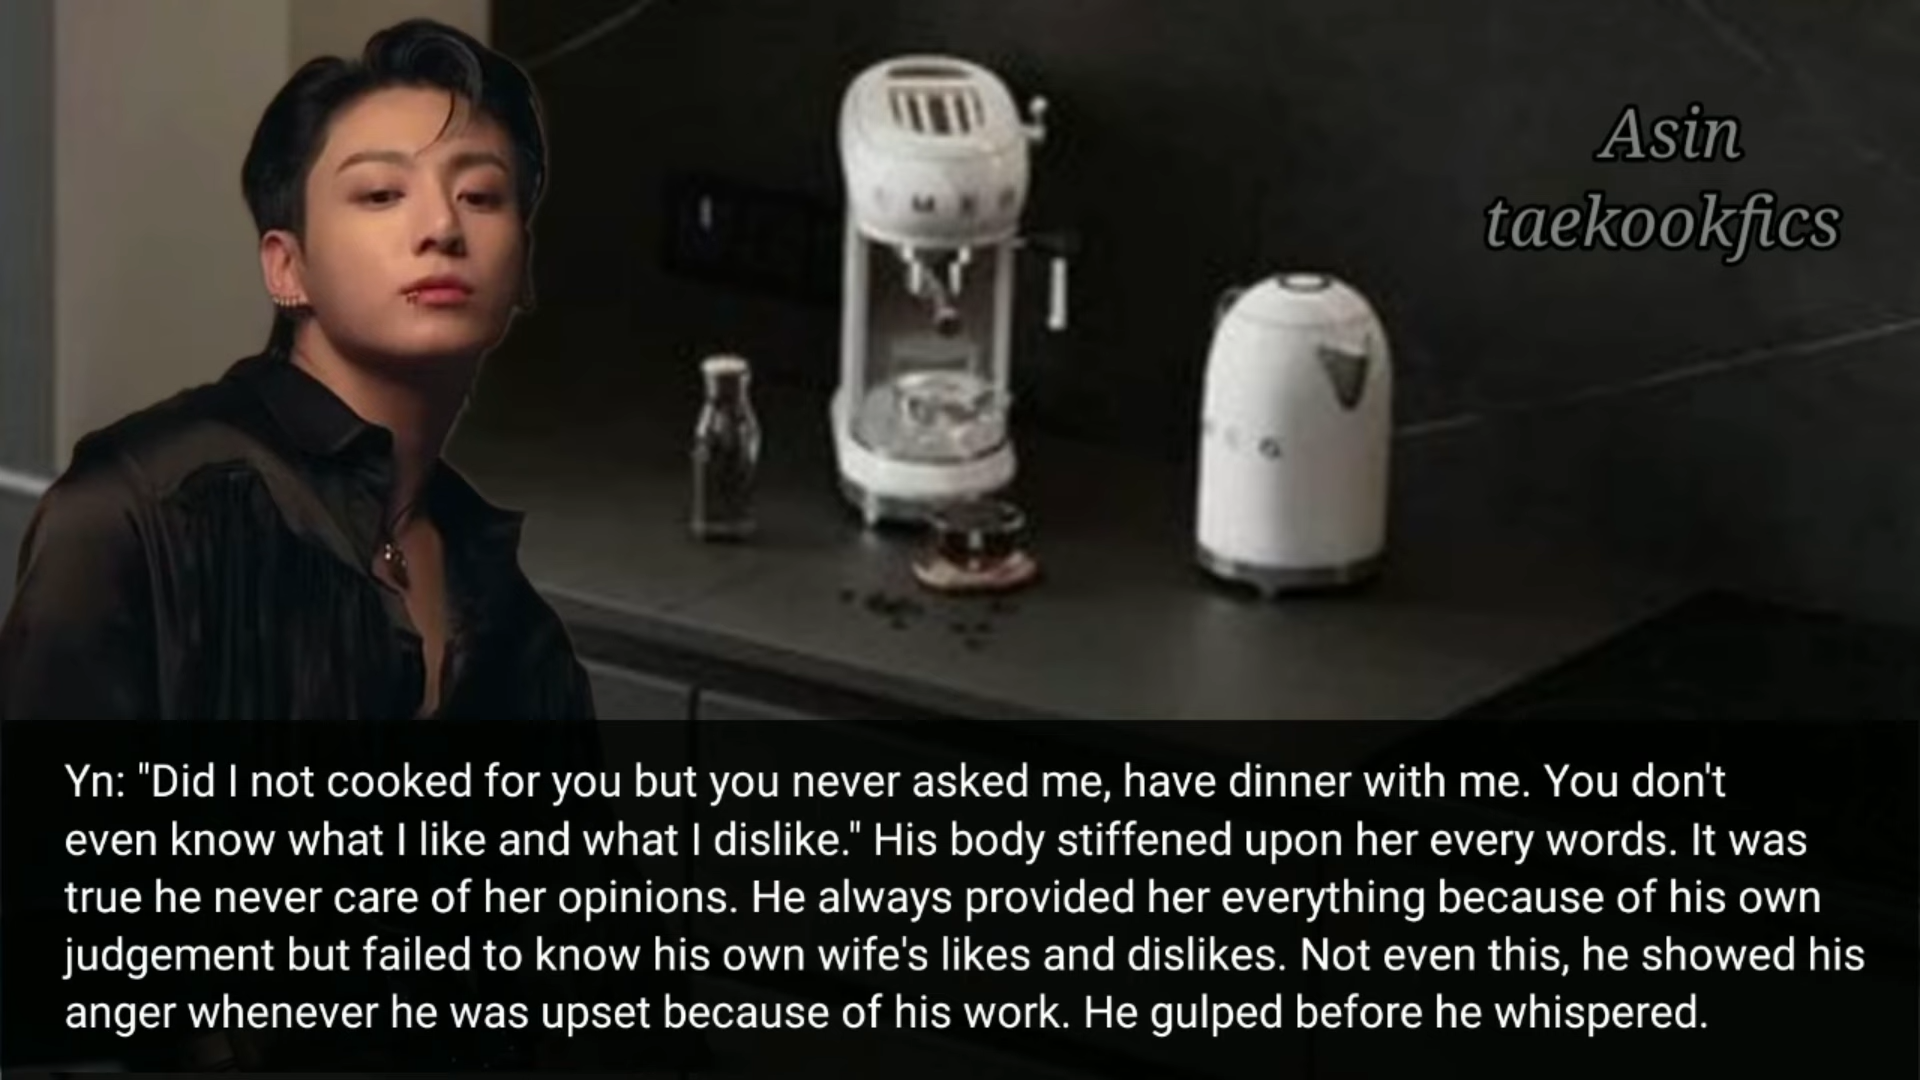 Asin
taekookfics
Yn: "Did I not cooked for you but you never asked me, have dinner with me. You don't
even know what I like and what I dislike." His body stiffened upon her every words. It was
true he never care of her opinions. He always provided her everything because of his own
judgement but failed to know his own wife's likes and dislikes. Not even this, he showed his
anger whenever he was upset because of his work. He gulped before he whispered.